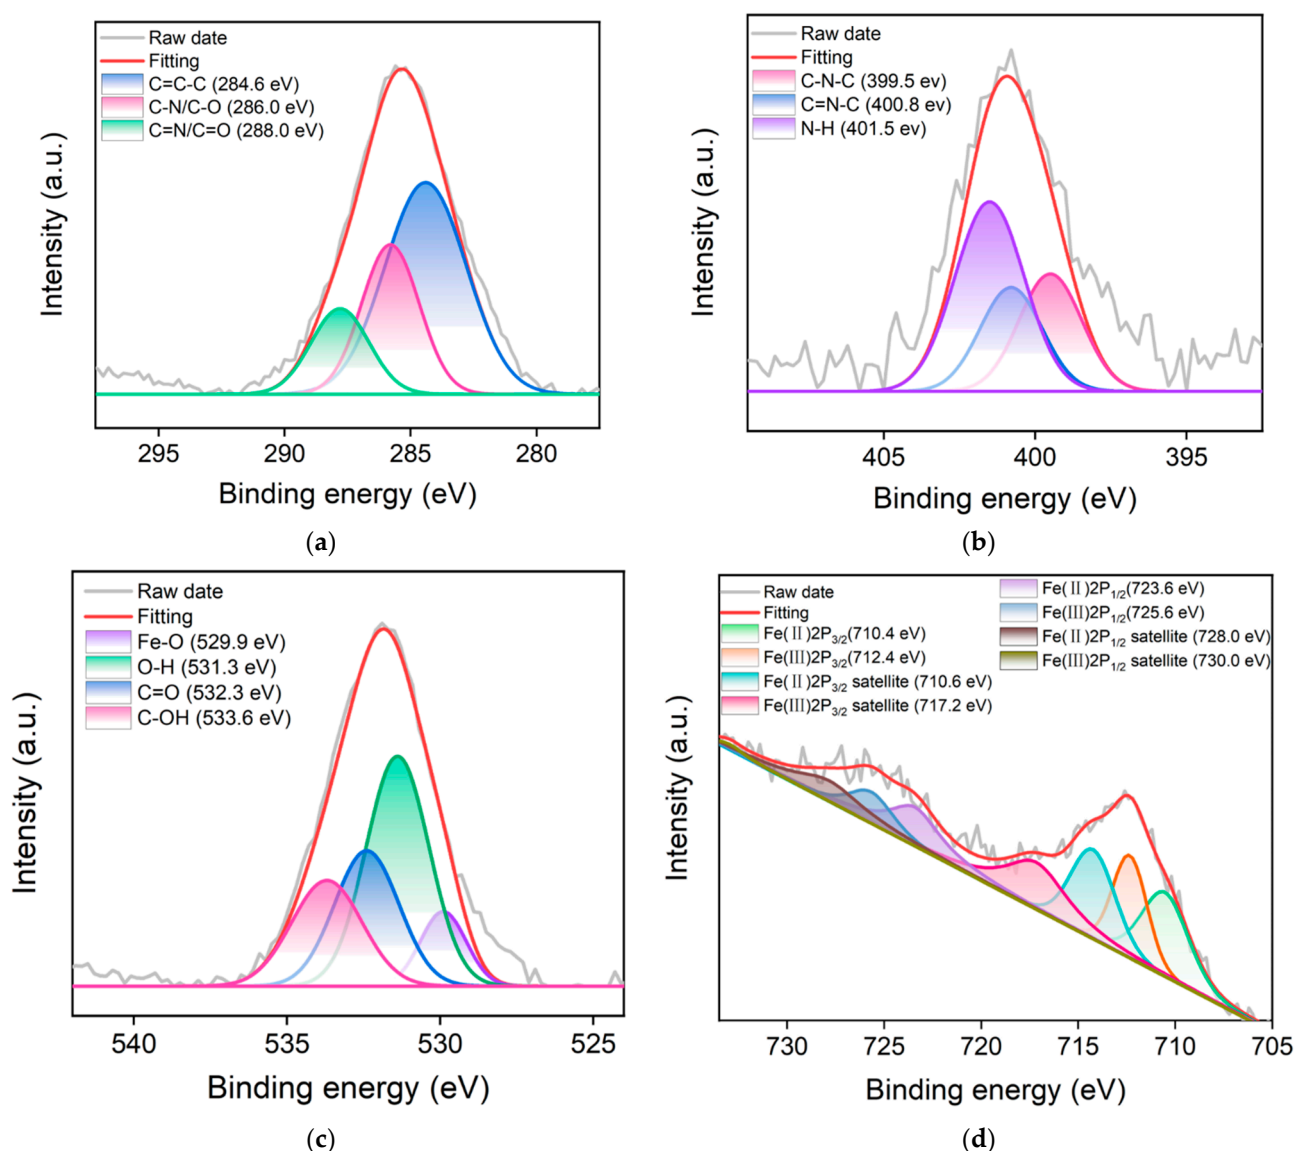 Raw date
Fitting
C=C-C (284.6 eV)
C-N/C-O (286.0 eV)
C=N/C=O (288.0 eV)
Intensity (a.u.)
295 290 285 280
Binding energy (eV)
(a)
Raw date
Fitting
C-N-C (399.5 ev)
C=N-C (400.8 ev)
N-H (401.5 ev)
Intensity (a.u.)
405 400 395
Binding energy (eV)
(b)
Raw date
Fitting
Fe-O (529.9 eV)
O-H (531.3 eV)
C=O (532.3 eV)
C-OH (533.6 eV)
Intensity (a.u.)
540 535 530 525
Binding energy (eV)
(c)
Raw date
Fitting
Fe(Ⅱ)2P3/2(710.4 eV)
Fe(Ⅲ)2P3/2(712.4 eV)
Fe(Ⅱ)2P3/2 satellite (710.6 eV)
Fe(Ⅲ)2P3/2 satellite (717.2 eV)
Fe(Ⅱ)2P1/2(723.6 eV)
Fe(Ⅲ)2P1/2(725.6 eV)
Fe(Ⅱ)2P1/2 satellite (728.0 eV)
Fe(Ⅲ)2P1/2 satellite (730.0 eV)
Intensity (a.u.)
730 725 720 715 710 705
Binding energy (eV)
(d)